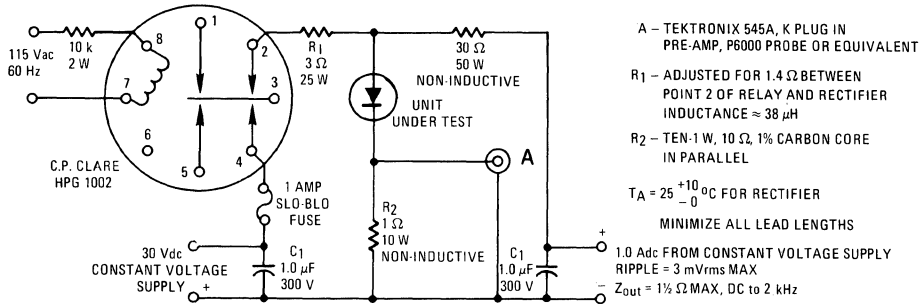 115 Vac
60 Hz
10 k
2 W
8
7
1
2
3
6
5
4
C.P. CLARE
HPG 1002
1 AMP
SLO-BLO
FUSE
30 Vdc
CONSTANT VOLTAGE
SUPPLY
+
C1
1.0 µF
300 V
R1
3 Ω
25 W
30 Ω
50 W
NON-INDUCTIVE
UNIT
UNDER TEST
A
R2
1 Ω
10 W
NON-INDUCTIVE
C1
1.0 µF
300 V
+
−
A – TEKTRONIX 545A, K PLUG IN
PRE-AMP, P6000 PROBE OR EQUIVALENT
R1 – ADJUSTED FOR 1.4 Ω BETWEEN
POINT 2 OF RELAY AND RECTIFIER
INDUCTANCE ≈ 38 µH
R2 – TEN-1 W, 10 Ω, 1% CARBON CORE
IN PARALLEL
TA = 25 +10 −0 °C FOR RECTIFIER
MINIMIZE ALL LEAD LENGTHS
1.0 Adc FROM CONSTANT VOLTAGE SUPPLY
RIPPLE = 3 mVrms MAX
Zout = 1½ Ω MAX, DC to 2 kHz